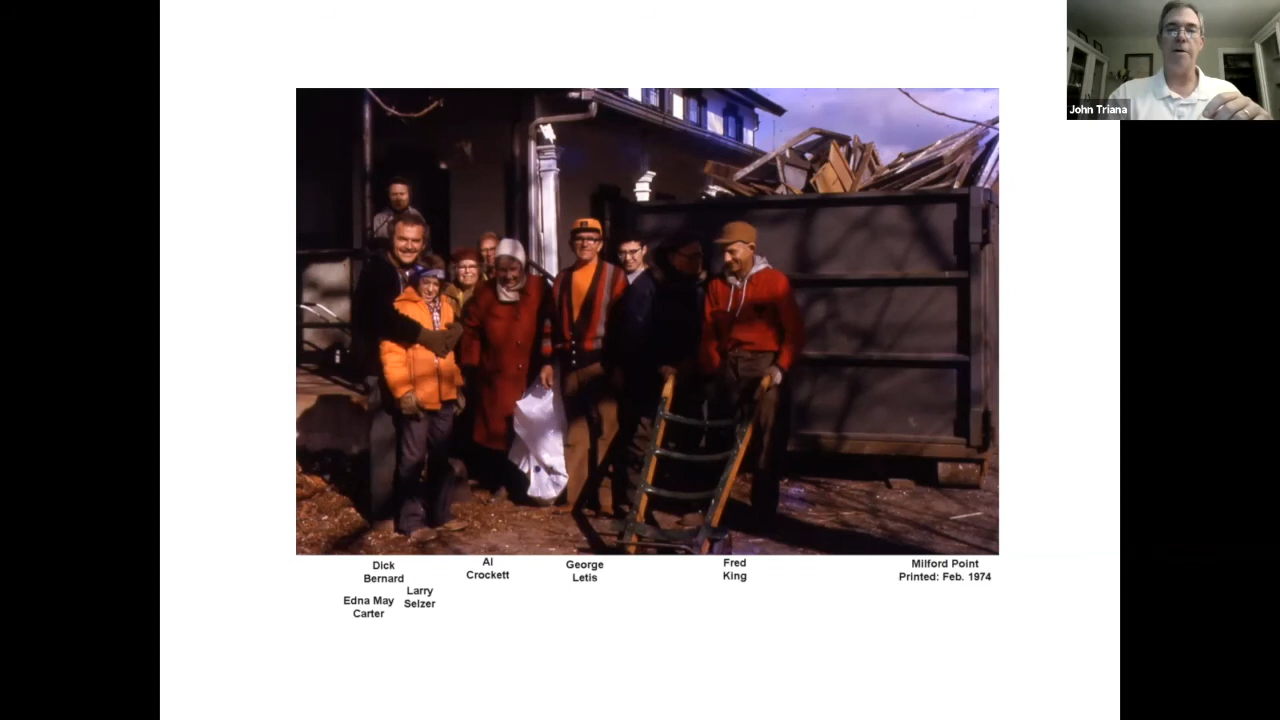 John Triana
Dick
Bernard
Al
Crockett
George
Letis
Fred
King
Milford Point
Printed: Feb. 1974
Larry
Selzer
Edna May
Carter